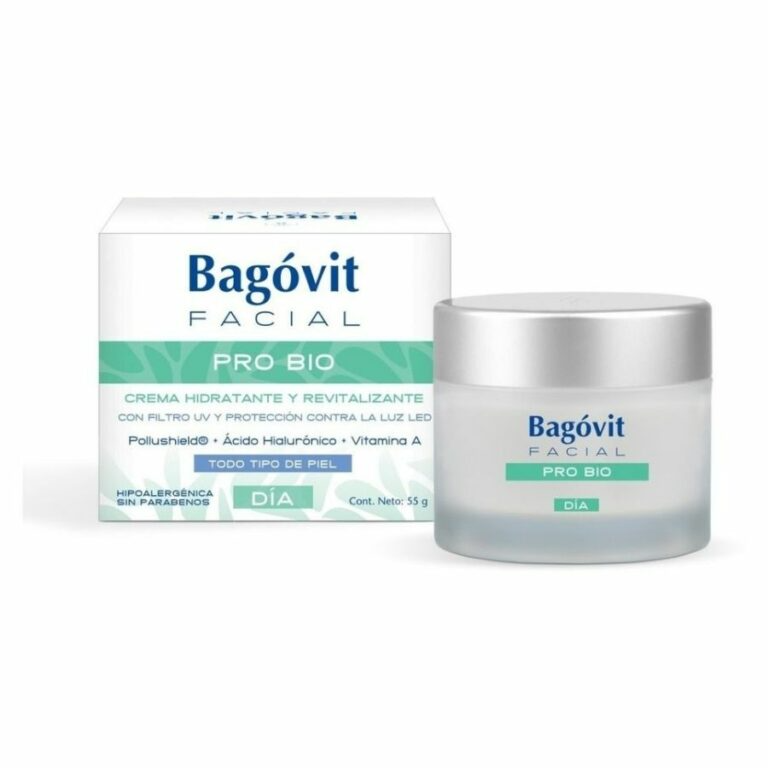 Bagóvit
Bagóvit
FACIAL
PRO BIO
CREMA HIDRATANTE Y REVITALIZANTE
CON FILTRO UV Y PROTECCIÓN CONTRA LA LUZ LED
Pollushield® + Ácido Hialurónico + Vitamina A
TODO TIPO DE PIEL
HIPOALERGÉNICA
SIN PARABENOS
DÍA
Cont. Neto: 55 g
Bagóvit
FACIAL
PRO BIO
DÍA